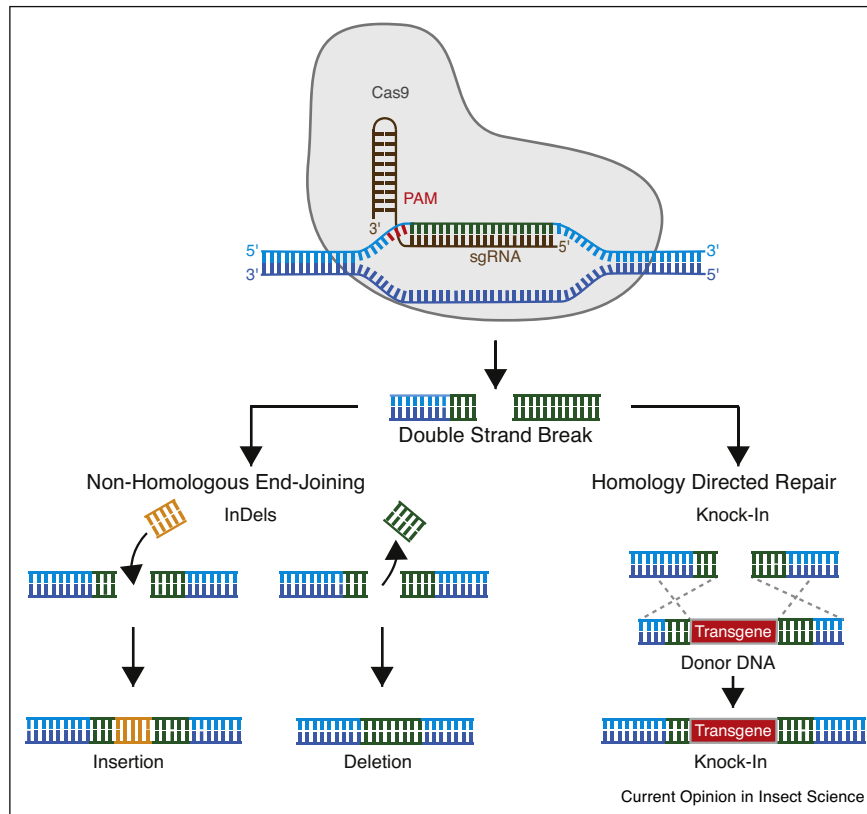 Cas9
PAM
3'
5'
sgRNA
5'
3'
3'
5'
Double Strand Break
Non-Homologous End-Joining
InDels
Homology Directed Repair
Knock-In
Transgene
Donor DNA
Transgene
Insertion
Deletion
Knock-In
Current Opinion in Insect Science